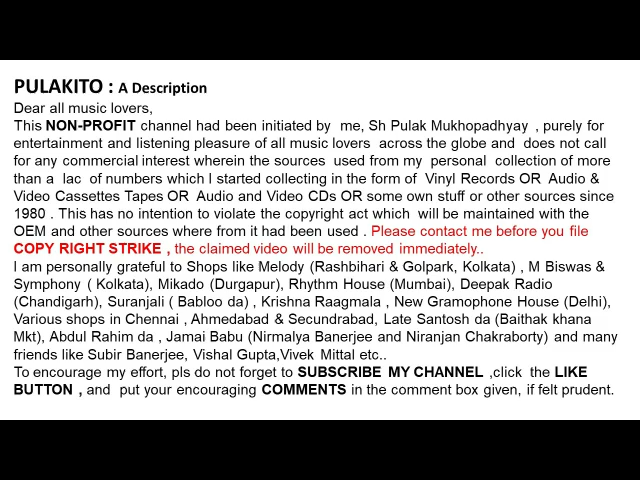 PULAKITO : A Description
Dear all music lovers,
This NON-PROFIT channel had been initiated by me, Sh Pulak Mukhopadhyay , purely for
entertainment and listening pleasure of all music lovers across the globe and does not call
for any commercial interest wherein the sources used from my personal collection of more
than a lac of numbers which I started collecting in the form of Vinyl Records OR Audio &
Video Cassettes Tapes OR Audio and Video CDs OR some own stuff or other sources since
1980 . This has no intention to violate the copyright act which will be maintained with the
OEM and other sources where from it had been used . Please contact me before you file
COPY RIGHT STRIKE , the claimed video will be removed immediately..
I am personally grateful to Shops like Melody (Rashbihari & Golpark, Kolkata) , M Biswas &
Symphony ( Kolkata), Mikado (Durgapur), Rhythm House (Mumbai), Deepak Radio
(Chandigarh), Suranjali ( Babloo da) , Krishna Raagmala , New Gramophone House (Delhi),
Various shops in Chennai , Ahmedabad & Secundrabad, Late Santosh da (Baithak khana
Mkt), Abdul Rahim da , Jamai Babu (Nirmalya Banerjee and Niranjan Chakraborty) and many
friends like Subir Banerjee, Vishal Gupta,Vivek Mittal etc..
To encourage my effort, pls do not forget to SUBSCRIBE MY CHANNEL ,click the LIKE
BUTTON , and put your encouraging COMMENTS in the comment box given, if felt prudent.